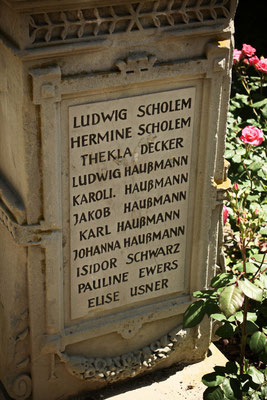 LUDWIG SCHOLEM
HERMINE SCHOLEM
THEKLA DECKER
LUDWIG HAUẞMANN
KAROLI. HAUẞMANN
JAKOB HAUẞMANN
KARL HAUẞMANN
JOHANNA HAUẞMANN
ISIDOR SCHWARZ
PAULINE EWERS
ELISE USNER